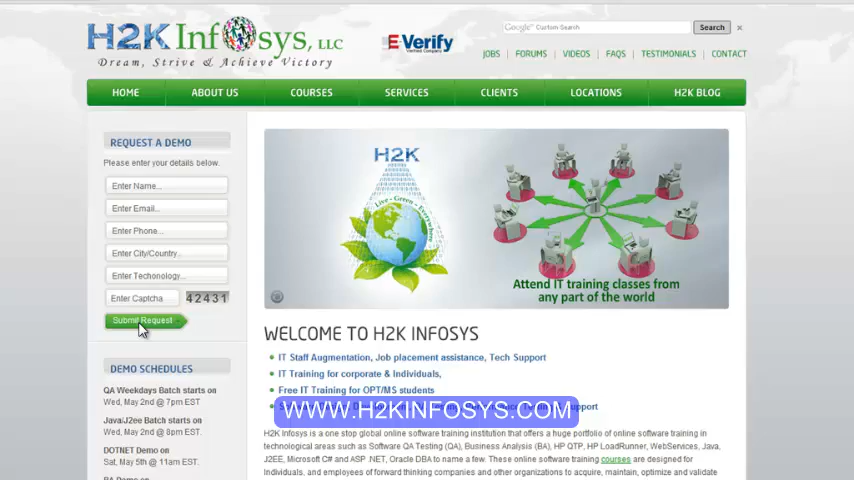 H2K Infosys, LLC
Dream, Strive & Achieve Victory
E-Verify
Google™ Custom Search
Search
×
JOBS | FORUMS | VIDEOS | FAQS | TESTIMONIALS | CONTACT
HOME ABOUT US COURSES SERVICES CLIENTS LOCATIONS H2K BLOG
REQUEST A DEMO
Please enter your details below.
Enter Name...
Enter Email...
Enter Phone...
Enter City/Country...
Enter Techonology...
Enter Captcha
42431
Submit Request
DEMO SCHEDULES
QA Weekdays Batch starts on
Wed, May 2nd @ 7pm EST
Java/J2ee Batch starts on
Wed, May 2nd @ 8pm EST.
DOTNET Demo on
Sat, May 5th @ 11am EST.
H2K
Live - Green - Everywhere
Attend IT training classes from
any part of the world
WELCOME TO H2K INFOSYS
IT Staff Augmentation, Job placement assistance, Tech Support
IT Training for corporate & Individuals,
Free IT Training for OPT/MS students
WWW.H2KINFOSYS.COM
Support
H2K Infosys is a one stop global online software training institution that offers a huge portfolio of online software training in
technological areas such as Software QA Testing (QA), Business Analysis (BA), HP QTP, HP LoadRunner, WebServices, Java,
J2EE, Microsoft C# and ASP .NET, Oracle DBA to name a few. These online software training courses are designed for
Individuals, and employees of forward thinking companies and other organizations to acquire, maintain, optimize and validate